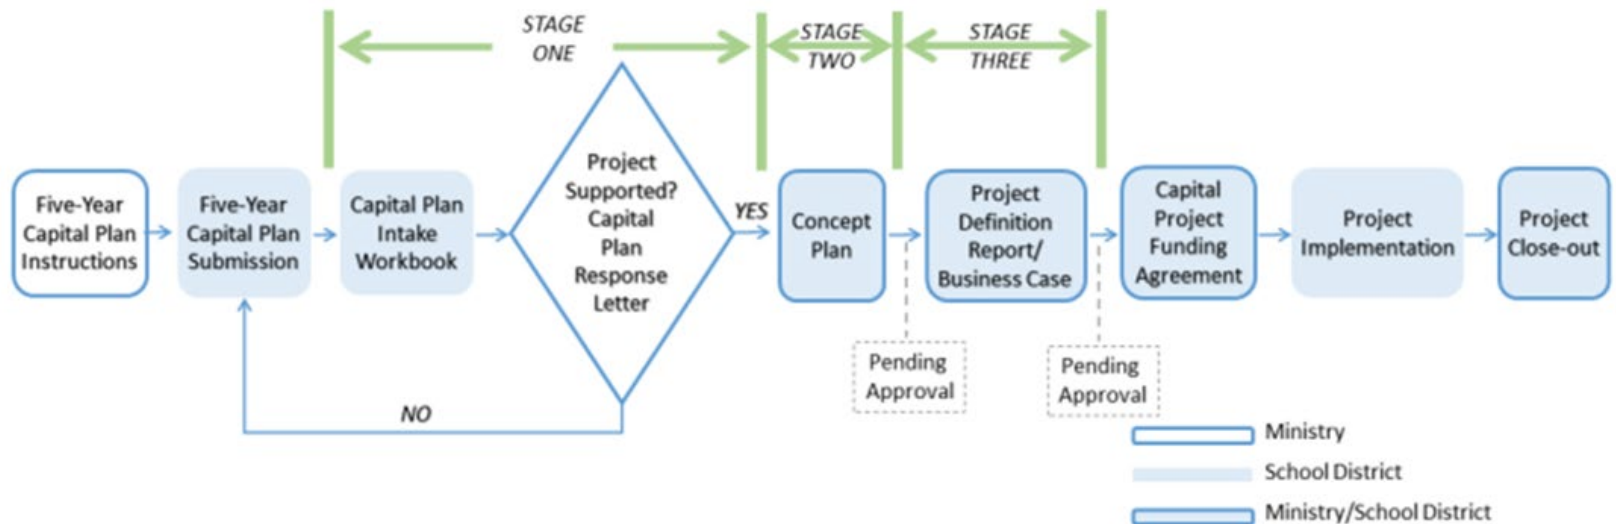 STAGE
ONE
STAGE
TWO
STAGE
THREE
Five-Year
Capital Plan
Instructions
Five-Year
Capital Plan
Submission
Capital Plan
Intake
Workbook
Project
Supported?
Capital
Plan
Response
Letter
YES
NO
Concept
Plan
Pending
Approval
Project
Definition
Report/
Business Case
Pending
Approval
Capital
Project
Funding
Agreement
Project
Implementation
Project
Close-out
Ministry
School District
Ministry/School District